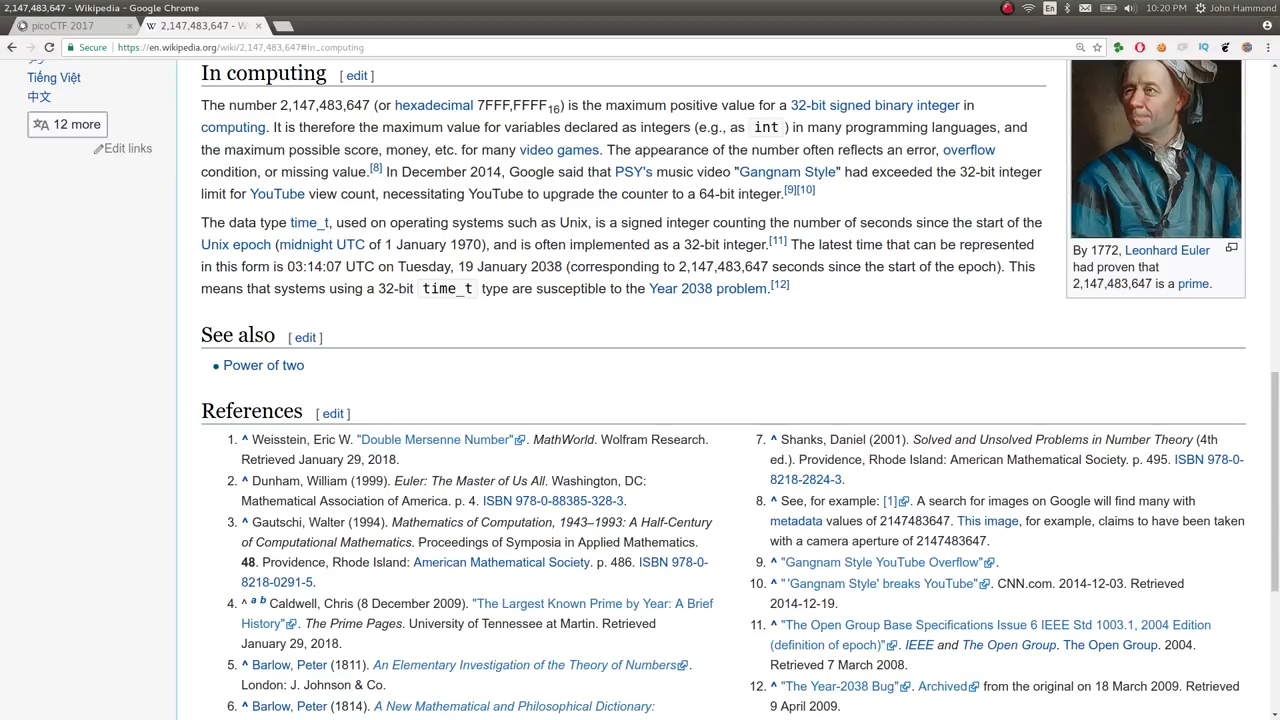 2,147,483,647 - Wikipedia - Google Chrome
En
10:20 PM
John Hammond
picoCTF 2017 ×
W 2,147,483,647 - Wi ×
Secure https://en.wikipedia.org/wiki/2,147,483,647#In_computing
IQ
Tiếng Việt
中文
12 more
Edit links
In computing [ edit ]
The number 2,147,483,647 (or hexadecimal 7FFF,FFFF16) is the maximum positive value for a 32-bit signed binary integer in
computing. It is therefore the maximum value for variables declared as integers (e.g., as int ) in many programming languages, and
the maximum possible score, money, etc. for many video games. The appearance of the number often reflects an error, overflow
condition, or missing value.[8] In December 2014, Google said that PSY's music video "Gangnam Style" had exceeded the 32-bit integer
limit for YouTube view count, necessitating YouTube to upgrade the counter to a 64-bit integer.[9][10]
The data type time_t, used on operating systems such as Unix, is a signed integer counting the number of seconds since the start of the
Unix epoch (midnight UTC of 1 January 1970), and is often implemented as a 32-bit integer.[11] The latest time that can be represented
in this form is 03:14:07 UTC on Tuesday, 19 January 2038 (corresponding to 2,147,483,647 seconds since the start of the epoch). This
means that systems using a 32-bit time_t type are susceptible to the Year 2038 problem.[12]
By 1772, Leonhard Euler
had proven that
2,147,483,647 is a prime.
See also [ edit ]
• Power of two
References [ edit ]
1. ^ Weisstein, Eric W. "Double Mersenne Number". MathWorld. Wolfram Research.
Retrieved January 29, 2018.
2. ^ Dunham, William (1999). Euler: The Master of Us All. Washington, DC:
Mathematical Association of America. p. 4. ISBN 978-0-88385-328-3.
3. ^ Gautschi, Walter (1994). Mathematics of Computation, 1943–1993: A Half-Century
of Computational Mathematics. Proceedings of Symposia in Applied Mathematics.
48. Providence, Rhode Island: American Mathematical Society. p. 486. ISBN 978-0-
8218-0291-5.
4. ^ a b Caldwell, Chris (8 December 2009). "The Largest Known Prime by Year: A Brief
History". The Prime Pages. University of Tennessee at Martin. Retrieved
January 29, 2018.
5. ^ Barlow, Peter (1811). An Elementary Investigation of the Theory of Numbers.
London: J. Johnson & Co.
6. ^ Barlow, Peter (1814). A New Mathematical and Philosophical Dictionary:
7. ^ Shanks, Daniel (2001). Solved and Unsolved Problems in Number Theory (4th
ed.). Providence, Rhode Island: American Mathematical Society. p. 495. ISBN 978-0-
8218-2824-3.
8. ^ See, for example: [1]. A search for images on Google will find many with
metadata values of 2147483647. This image, for example, claims to have been taken
with a camera aperture of 2147483647.
9. ^ "Gangnam Style YouTube Overflow".
10. ^ "'Gangnam Style' breaks YouTube". CNN.com. 2014-12-03. Retrieved
2014-12-19.
11. ^ "The Open Group Base Specifications Issue 6 IEEE Std 1003.1, 2004 Edition
(definition of epoch)". IEEE and The Open Group. The Open Group. 2004.
Retrieved 7 March 2008.
12. ^ "The Year-2038 Bug". Archived from the original on 18 March 2009. Retrieved
9 April 2009.